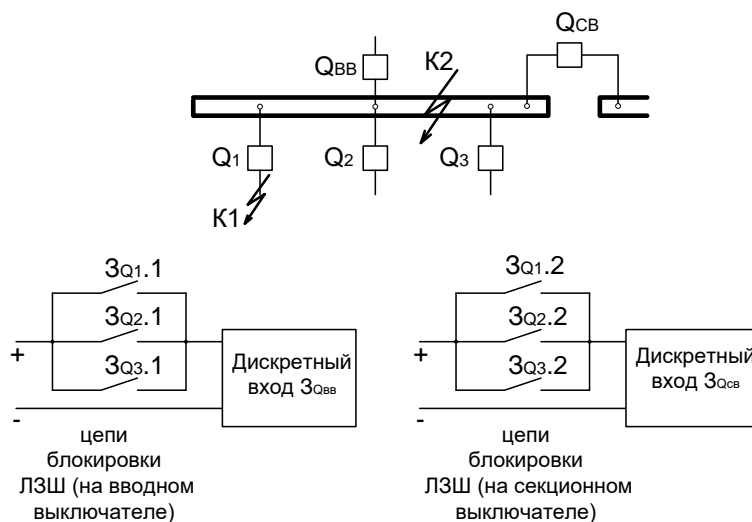 QСВ
QВВ
К2
Q1
Q2
Q3
К1
ЗQ1.1
ЗQ2.1
ЗQ3.1
+
-
Дискретный
вход ЗQвв
цепи
блокировки
ЛЗШ (на вводном
выключателе)
ЗQ1.2
ЗQ2.2
ЗQ3.2
+
-
Дискретный
вход ЗQсв
цепи
блокировки
ЛЗШ (на секционном
выключателе)